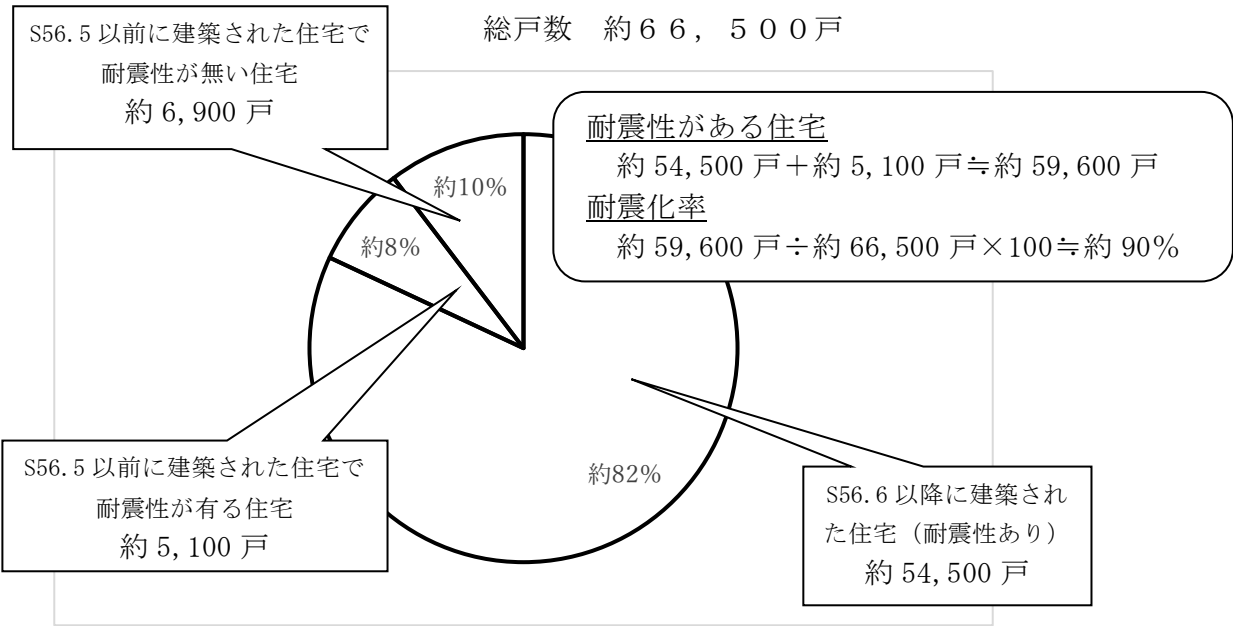 総戸数　約６６，５００戸
S56.5 以前に建築された住宅で
耐震性が無い住宅
約 6,900 戸
耐震性がある住宅
約 54,500 戸＋約 5,100 戸≒約 59,600 戸
耐震化率
約 59,600 戸÷約 66,500 戸×100≒約 90％
約10%
約8%
約82%
S56.5 以前に建築された住宅で
耐震性が有る住宅
約 5,100 戸
S56.6 以降に建築され
た住宅（耐震性あり）
約 54,500 戸